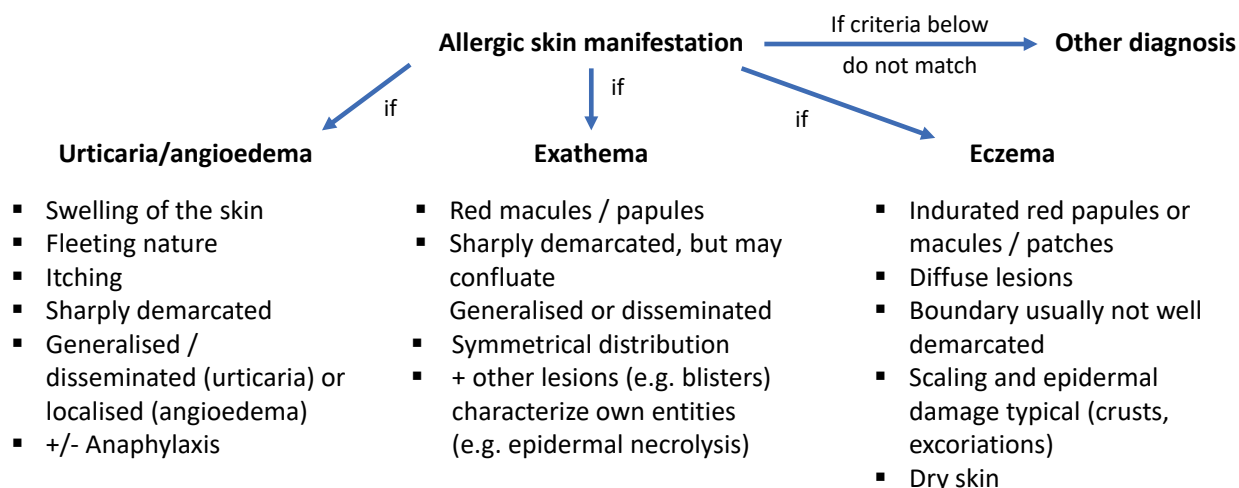 If criteria below
Allergic skin manifestation
Other diagnosis
do not match
if
if
if
Urticaria/angioedema
▪ Swelling of the skin
▪ Fleeting nature
▪ Itching
▪ Sharply demarcated
▪ Generalised /
disseminated (urticaria) or
localised (angioedema)
▪ +/- Anaphylaxis
Exathema
▪ Red macules / papules
▪ Sharply demarcated, but may
confluate
Generalised or disseminated
▪ Symmetrical distribution
▪ + other lesions (e.g. blisters)
characterize own entities
(e.g. epidermal necrolysis)
Eczema
▪ Indurated red papules or
macules / patches
▪ Diffuse lesions
▪ Boundary usually not well
demarcated
▪ Scaling and epidermal
damage typical (crusts,
excoriations)
▪ Dry skin